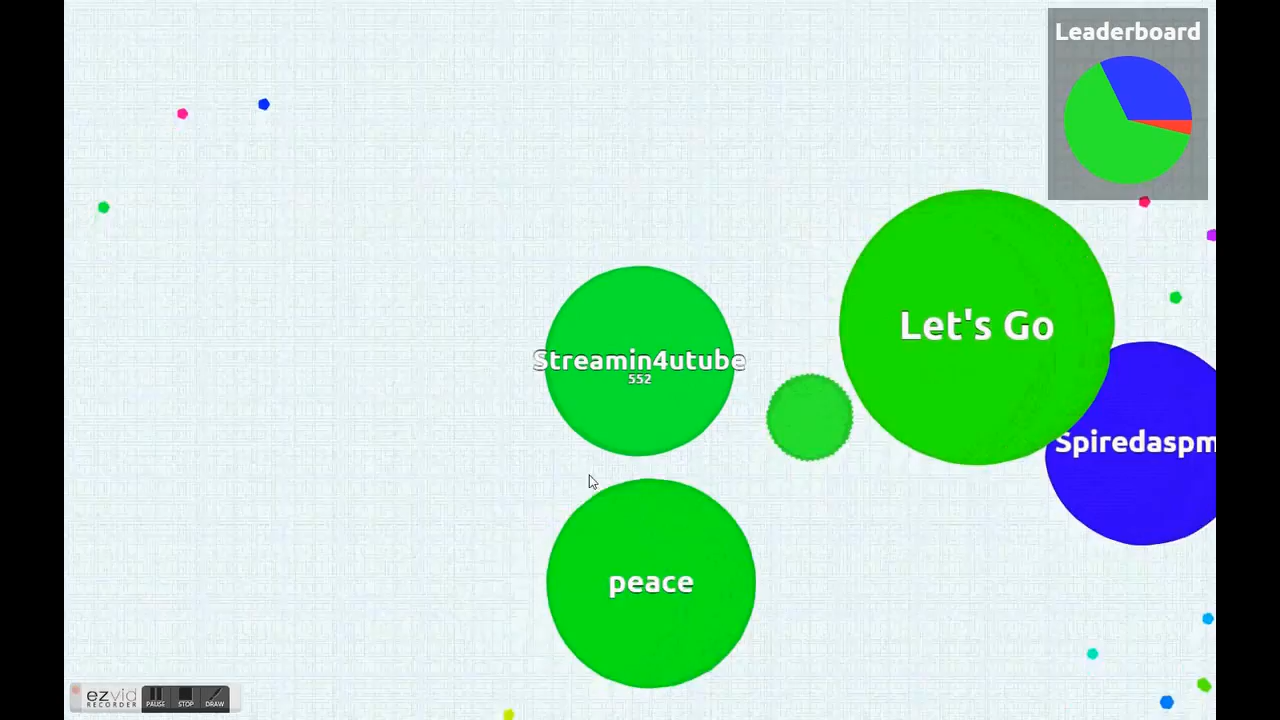 Leaderboard
Let's Go
Streamin4utube
552
Spiredaspm
peace
ezvid
RECORDER
PAUSE
STOP
DRAW